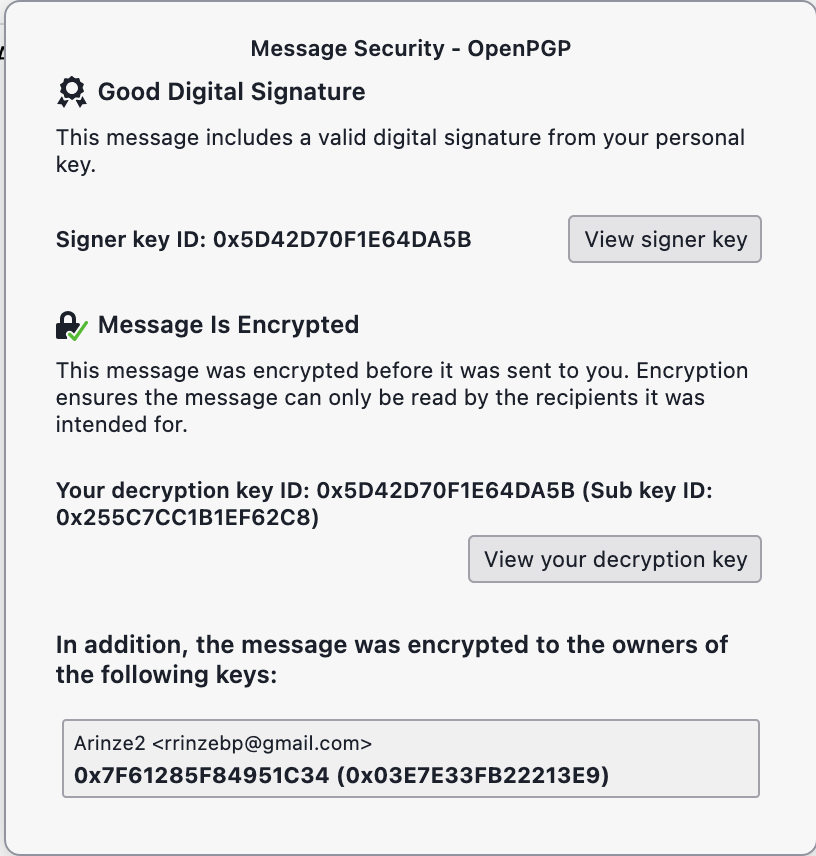 Message Security - OpenPGP
Good Digital Signature
This message includes a valid digital signature from your personal
key.
Signer key ID: 0x5D42D70F1E64DA5B
View signer key
Message Is Encrypted
This message was encrypted before it was sent to you. Encryption
ensures the message can only be read by the recipients it was
intended for.
Your decryption key ID: 0x5D42D70F1E64DA5B (Sub key ID:
0x255C7CC1B1EF62C8)
View your decryption key
In addition, the message was encrypted to the owners of
the following keys:
Arinze2 <rrinzebp@gmail.com>
0x7F61285F84951C34 (0x03E7E33FB22213E9)